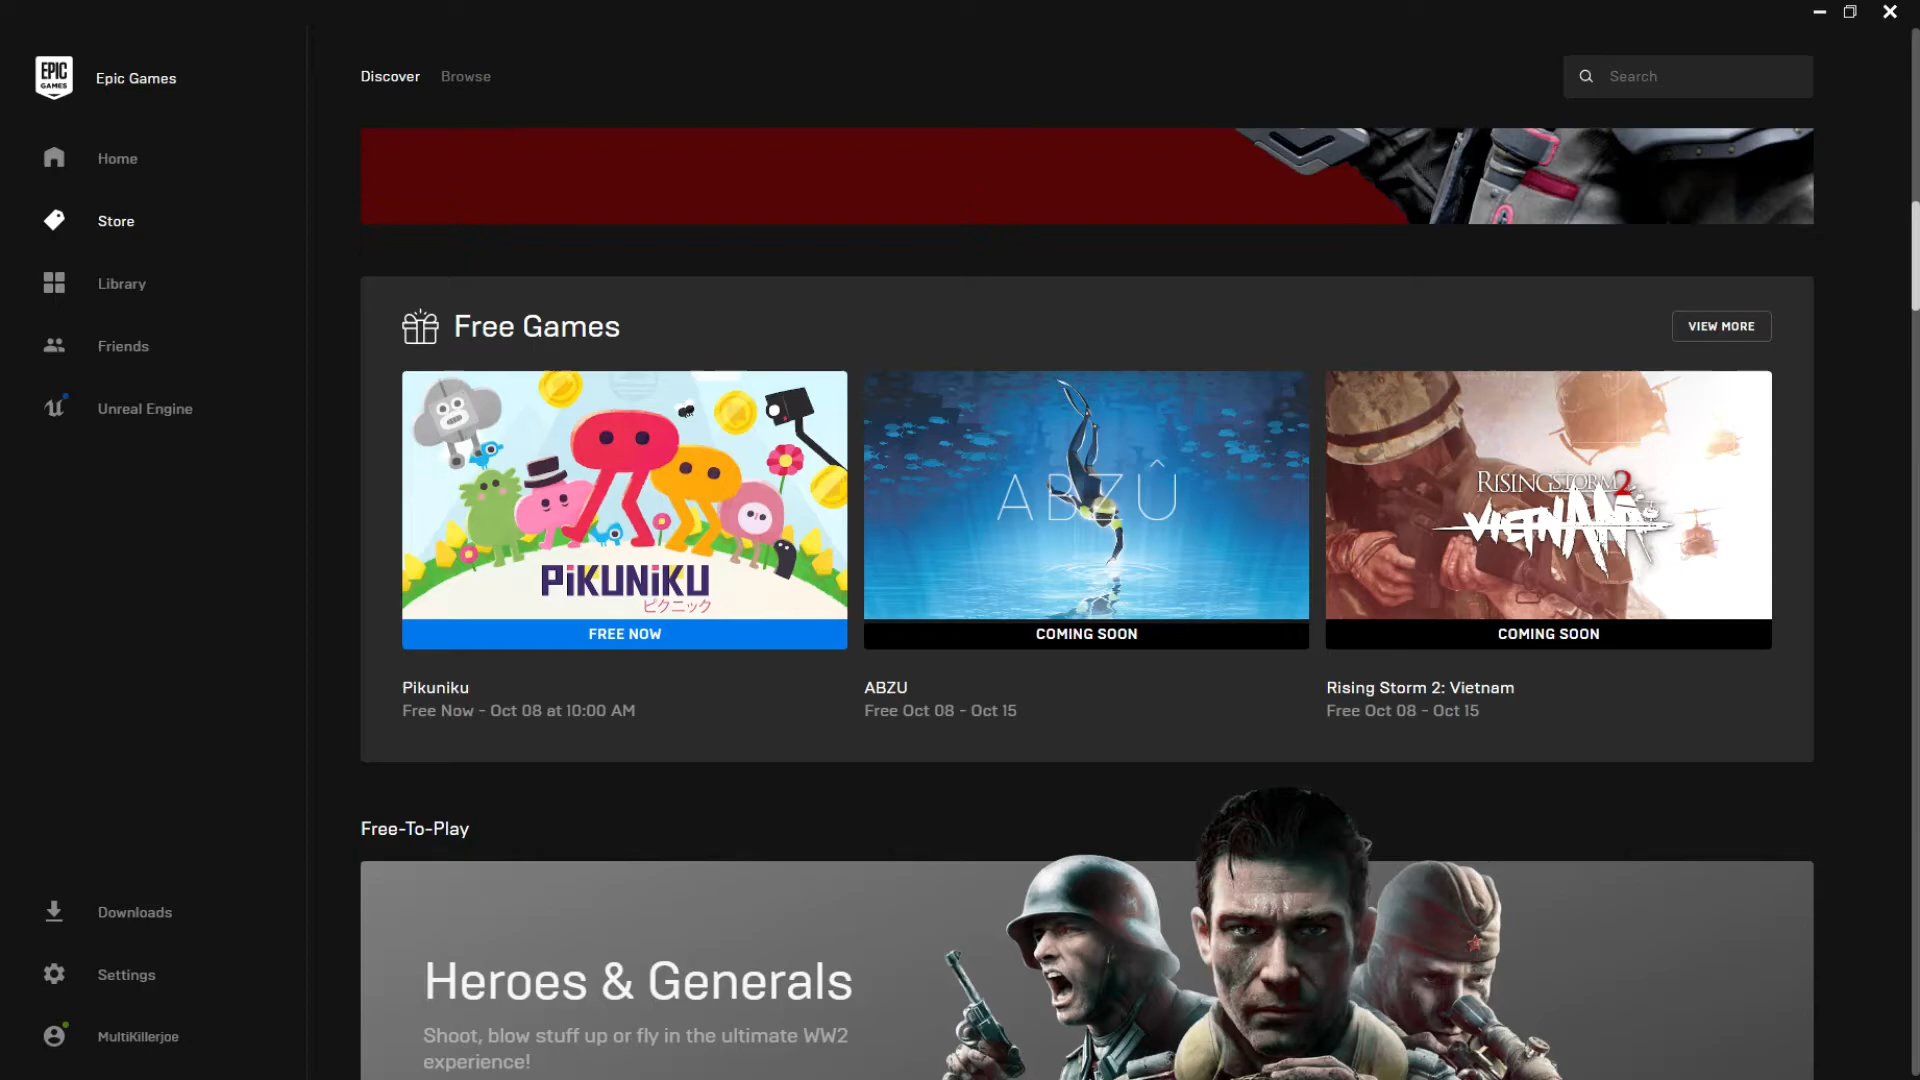 EPIC
GAMES
Epic Games
Home
Store
Library
Friends
Unreal Engine
Downloads
Settings
MultiKillerjoe
Discover
Browse
Search
Free Games
VIEW MORE
PiKUNiKU
ピクニック
FREE NOW
Pikuniku
Free Now - Oct 08 at 10:00 AM
ABZÛ
COMING SOON
ABZU
Free Oct 08 - Oct 15
RISING STORM 2
VIETNAM
COMING SOON
Rising Storm 2: Vietnam
Free Oct 08 - Oct 15
Free-To-Play
Heroes & Generals
Shoot, blow stuff up or fly in the ultimate WW2
experience!